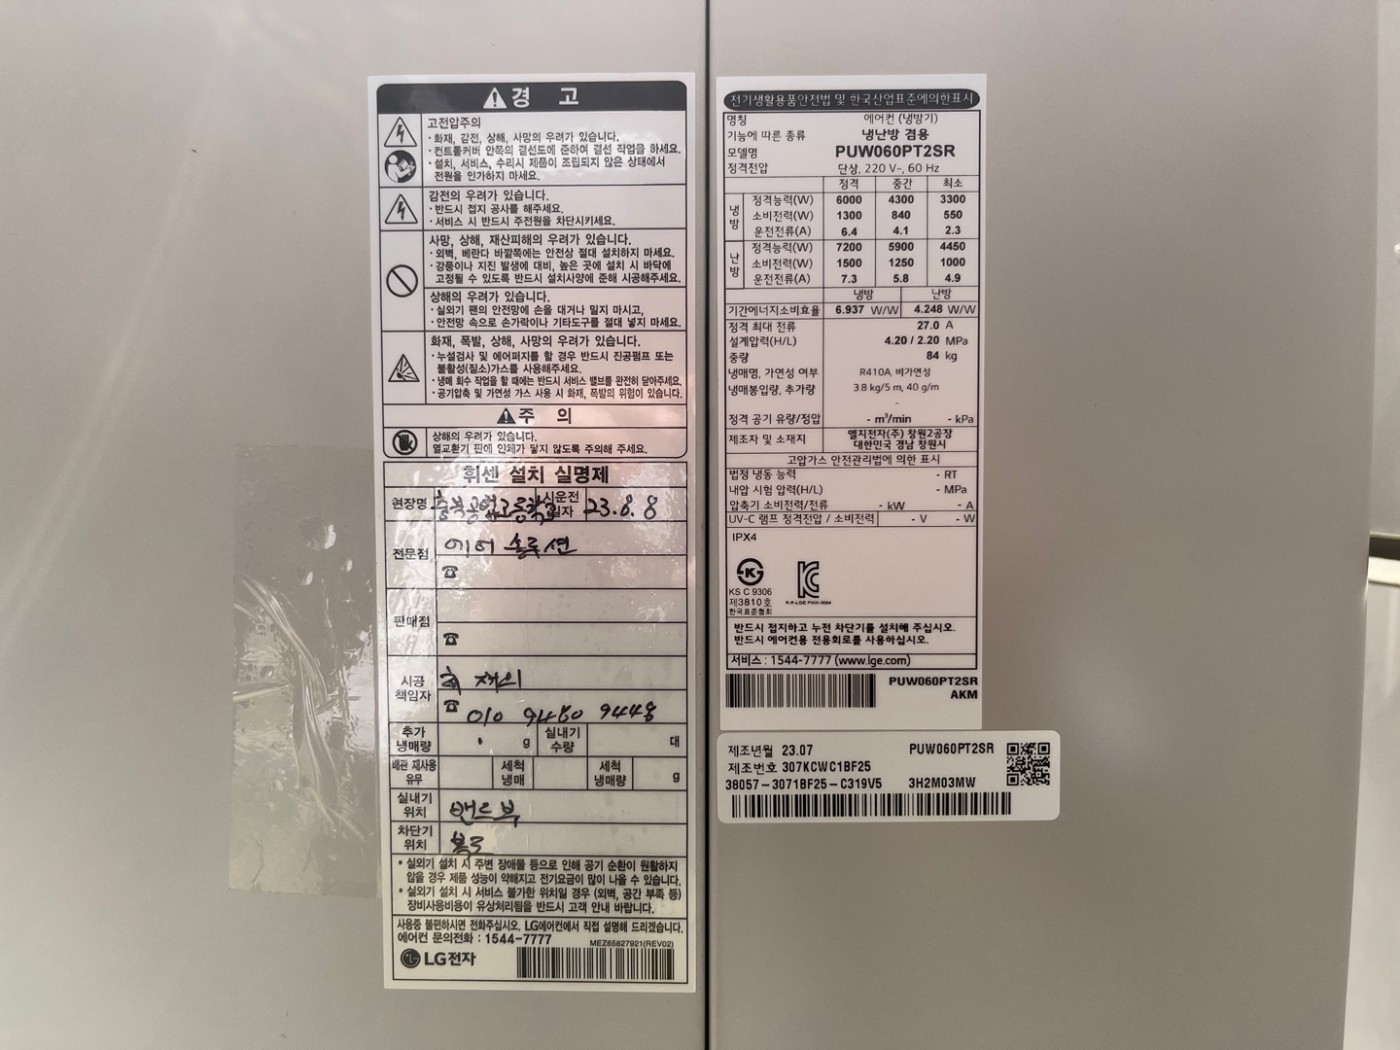 경 고
고전압주의
· 화재, 감전, 상해, 사망의 우려가 있습니다.
· 컨트롤커버 안쪽의 결선도에 준하여 결선 작업을 하세요.
· 설치, 서비스, 수리시 제품이 조립되지 않은 상태에서
전원을 인가하지 마세요.
감전의 우려가 있습니다.
· 반드시 접지 공사를 해주세요.
· 서비스 시 반드시 주전원을 차단시키세요.
사망, 상해, 재산피해의 우려가 있습니다.
· 외벽, 베란다 바깥쪽에는 안전상 절대 설치하지 마세요.
· 강풍이나 지진 발생에 대비, 높은 곳에 설치 시 바닥에
고정될 수 있도록 반드시 설치사양에 준해 시공해주세요.
상해의 우려가 있습니다.
· 실외기 팬의 안전망에 손을 대거나 밀지 마시고,
· 안전망 속으로 손가락이나 기타도구를 절대 넣지 마세요.
화재, 폭발, 상해, 사망의 우려가 있습니다.
· 누설검사 및 에어퍼지를 할 경우 반드시 진공펌프 또는
불활성(질소)가스를 사용해주세요.
· 냉매 회수 작업을 할 때에는 반드시 서비스 밸브를 완전히 닫아주세요.
· 공기압축 및 가연성 가스 사용 시 화재, 폭발의 위험이 있습니다.
주 의
상해의 우려가 있습니다.
열교환기 핀에 인체가 닿지 않도록 주의해 주세요.
휘센 설치 실명제
현장명 충북공업고등학교 시운전 일자 23.8.8
전문점 에어 솔루션
☎
판매점
☎
시공 책임자 재의
☎ 010 9480 9448
추가 냉매량 g 실내기 수량 대
배관 재사용 유무 세척 냉매 세척 냉매량 g
실내기 위치 밴드부
차단기 위치 복도
* 실외기 설치 시 주변 장애물 등으로 인해 공기 순환이 원활하지
않을 경우 제품 성능이 약해지고 전기요금이 많이 나올 수 있습니다.
* 실외기 설치 시 서비스 불가한 위치일 경우 (외벽, 공간 부족 등)
장비사용비용이 유상처리됨을 반드시 고객 안내 바랍니다.
사용중 불편하시면 전화주십시오. LG에어컨에서 직접 설명해 드리겠습니다.
에어컨 문의전화 : 1544-7777
MEZ65827921(REV02)
LG전자
전기생활용품안전법 및 한국산업표준에의한표시
명칭 에어컨 (냉방기)
기능에 따른 종류 냉난방 겸용
모델명 PUW060PT2SR
정격전압 단상, 220 V~, 60 Hz
정격 중간 최소
냉방 정격능력(W) 6000 4300 3300
소비전력(W) 1300 840 550
운전전류(A) 6.4 4.1 2.3
난방 정격능력(W) 7200 5900 4450
소비전력(W) 1500 1250 1000
운전전류(A) 7.3 5.8 4.9
냉방 난방
기간에너지소비효율 6.937 W/W 4.248 W/W
정격 최대 전류 27.0 A
설계압력(H/L) 4.20 / 2.20 MPa
중량 84 kg
냉매명, 가연성 여부 R410A, 비가연성
냉매봉입량, 추가량 3.8 kg/5 m, 40 g/m
-
정격 공기 유량/정압 - m³/min - kPa
제조자 및 소재지 엘지전자(주) 창원2공장
대한민국 경남 창원시
고압가스 안전관리법에 의한 표시
법정 냉동 능력 - RT
내압 시험 압력(H/L) - MPa
압축기 소비전력/전류 - kW - A
UV-C 램프 정격전압 / 소비전력 - V - W
IPX4
KS C 9306
제3810호
한국표준협회
반드시 접지하고 누전 차단기를 설치해 주십시오.
반드시 에어컨용 전용회로를 사용하십시오.
서비스 : 1544-7777 (www.lge.com)
PUW060PT2SR
AKM
제조년월 23.07 PUW060PT2SR
제조번호 307KCWC1BF25
38057-3071BF25-C319V5 3H2M03MW